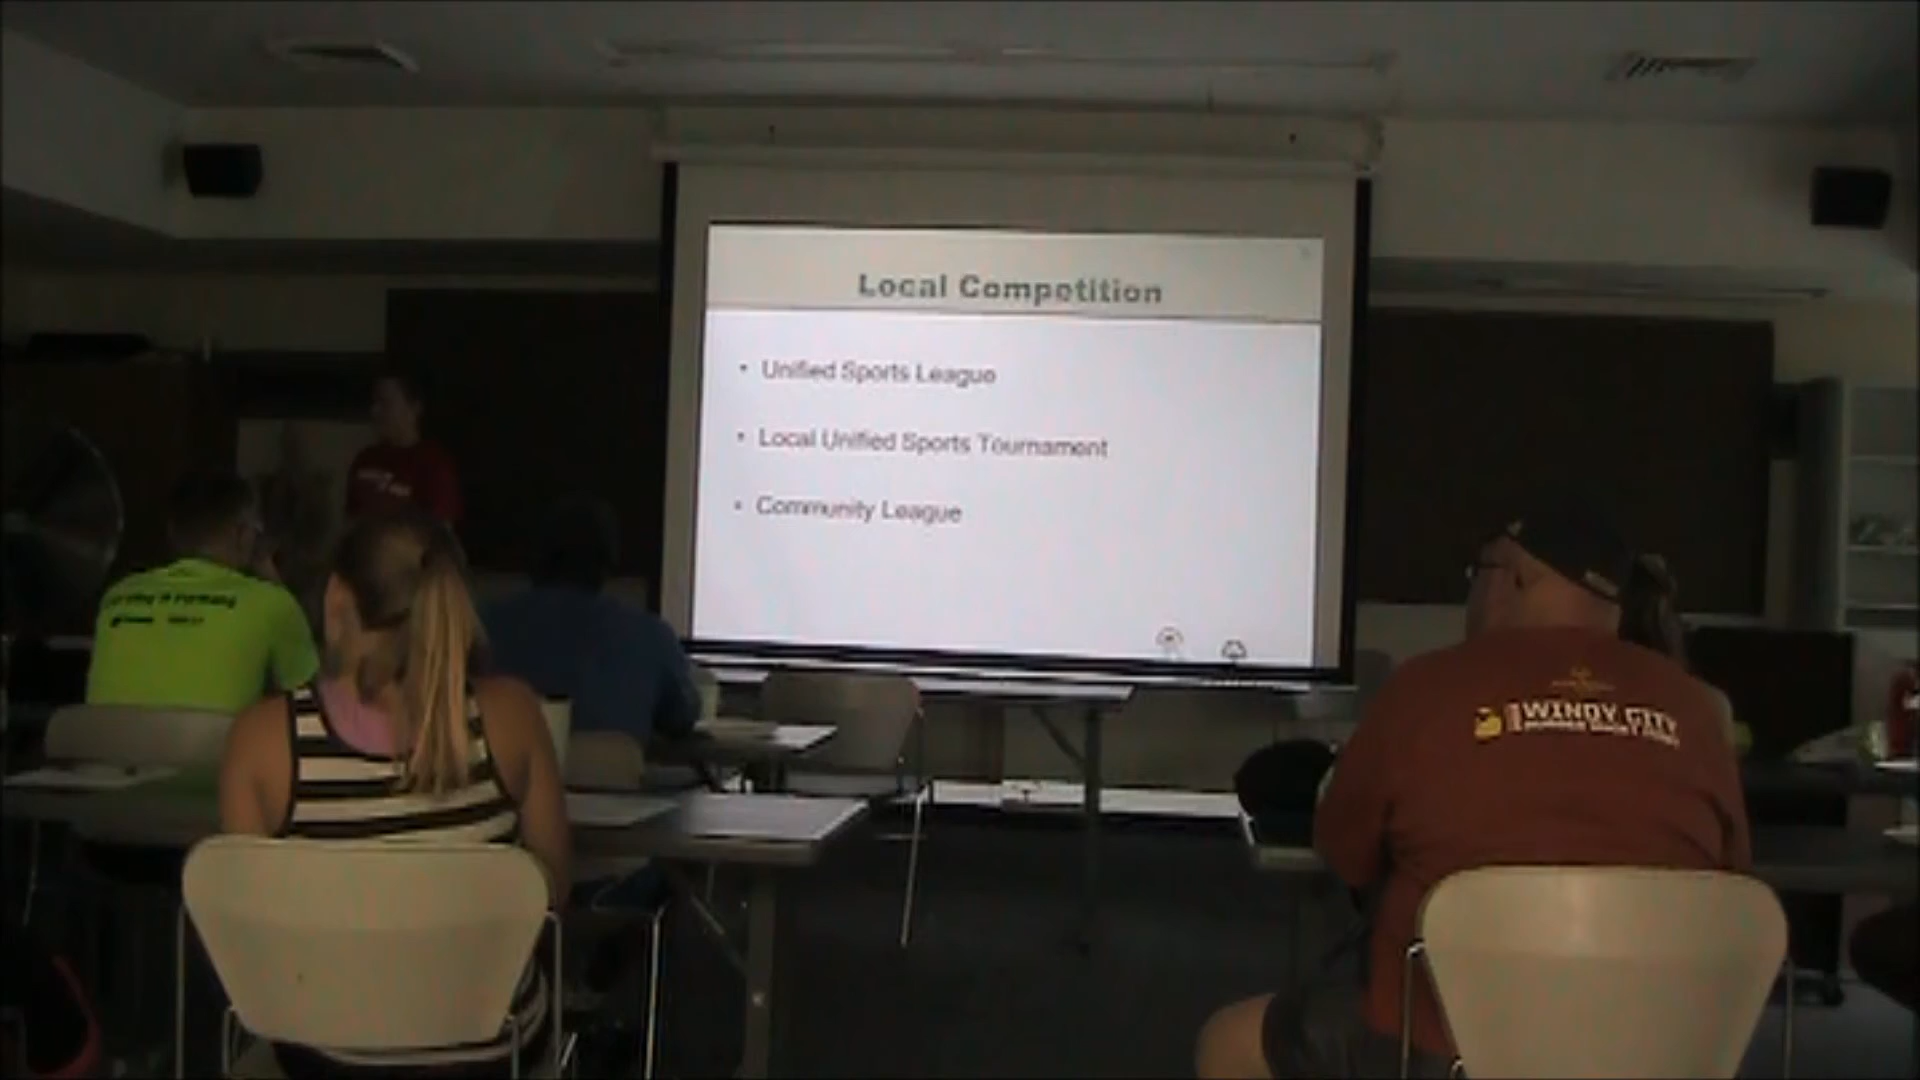 Local Competition
• Unified Sports League
• Local Unified Sports Tournament
• Community League
WINDY CITY